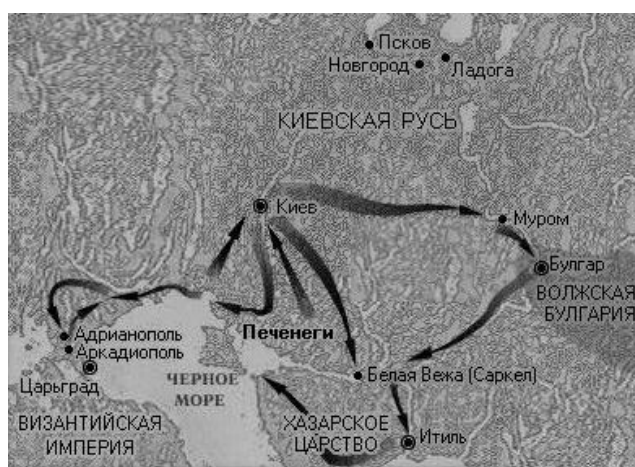 Псков
Новгород
Ладога
КИЕВСКАЯ РУСЬ
Киев
Муром
Булгар
ВОЛЖСКАЯ
БУЛГАРИЯ
Печенеги
Адрианополь
Аркадиополь
Царьград
ЧЕРНОЕ
МОРЕ
Белая Вежа (Саркел)
ВИЗАНТИЙСКАЯ
ИМПЕРИЯ
ХАЗАРСКОЕ
ЦАРСТВО
Итиль